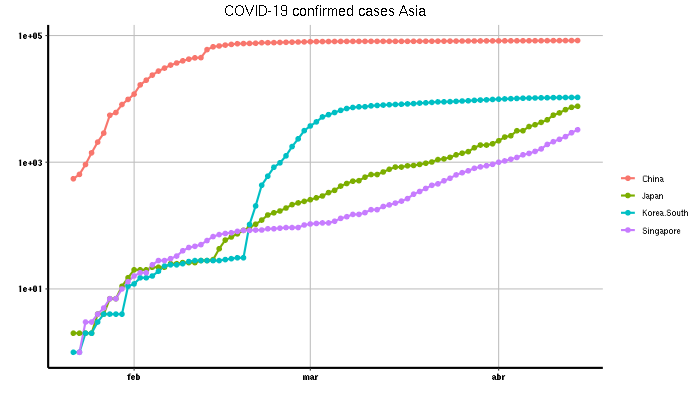 COVID-19 confirmed cases Asia
1e+05
1e+03
1e+01
feb
mar
abr
China
Japan
Korea.South
Singapore